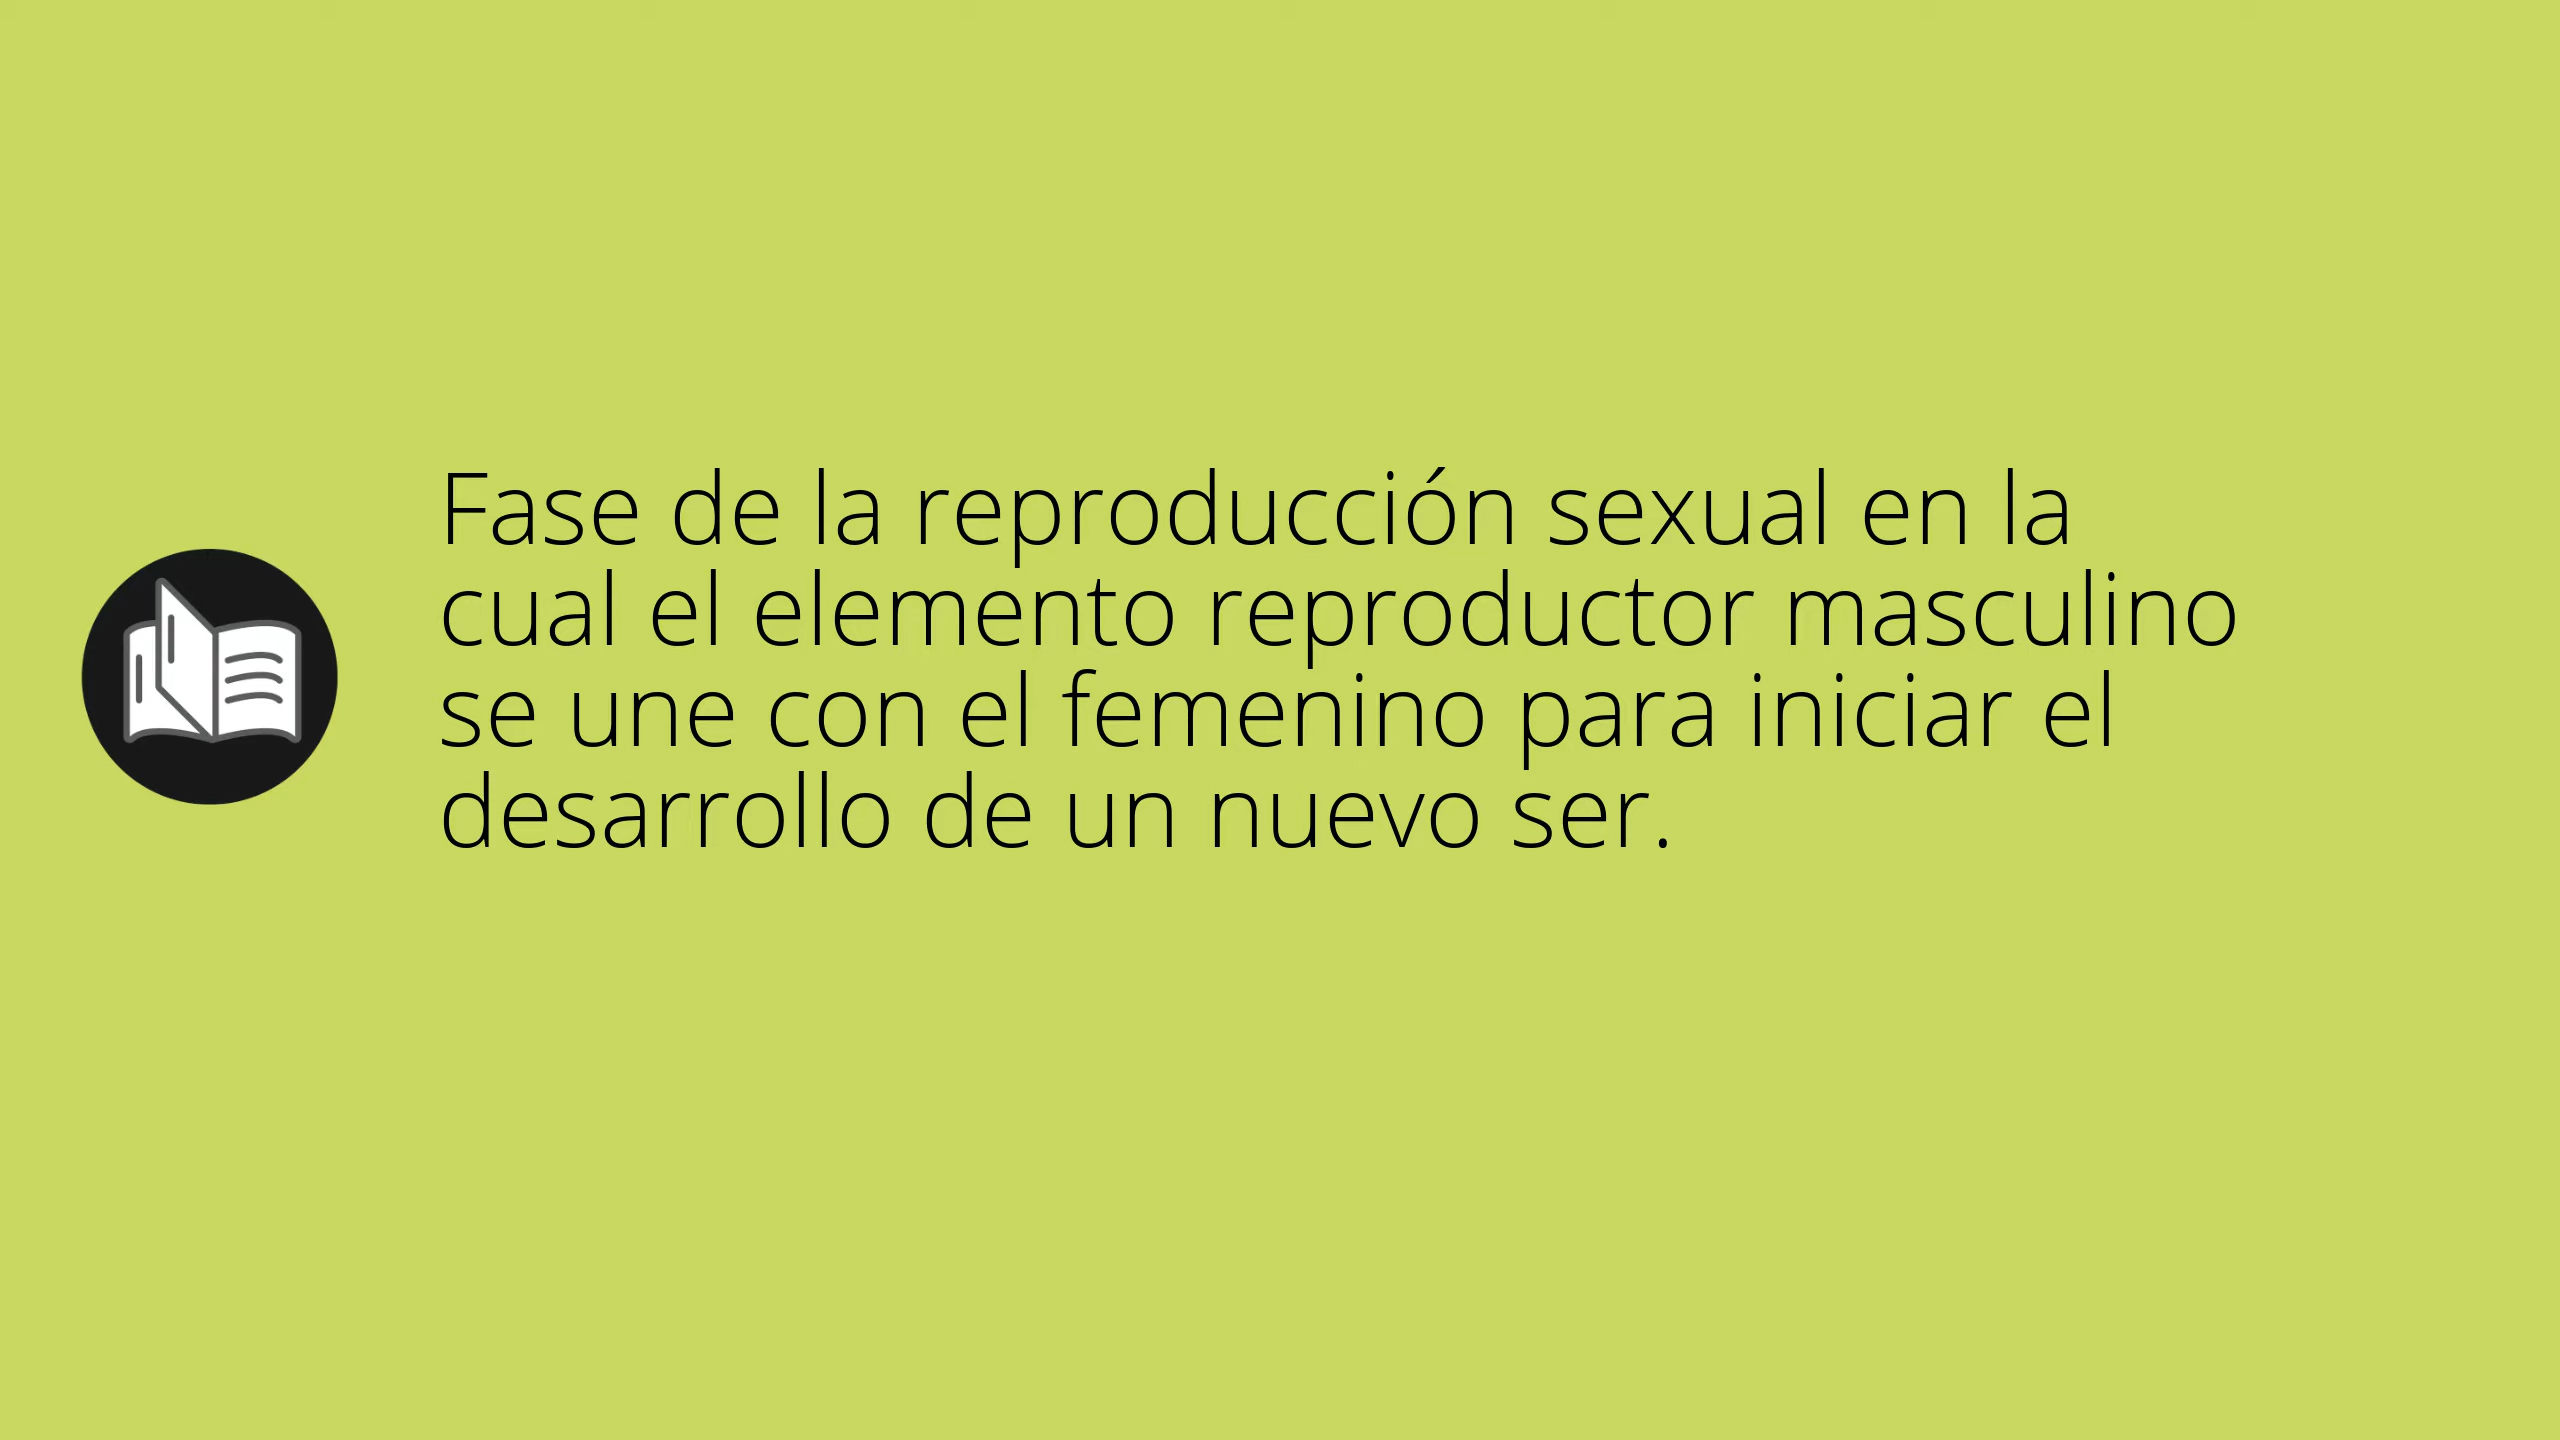 Fase de la reproducción sexual en la
cual el elemento reproductor masculino
se une con el femenino para iniciar el
desarrollo de un nuevo ser.